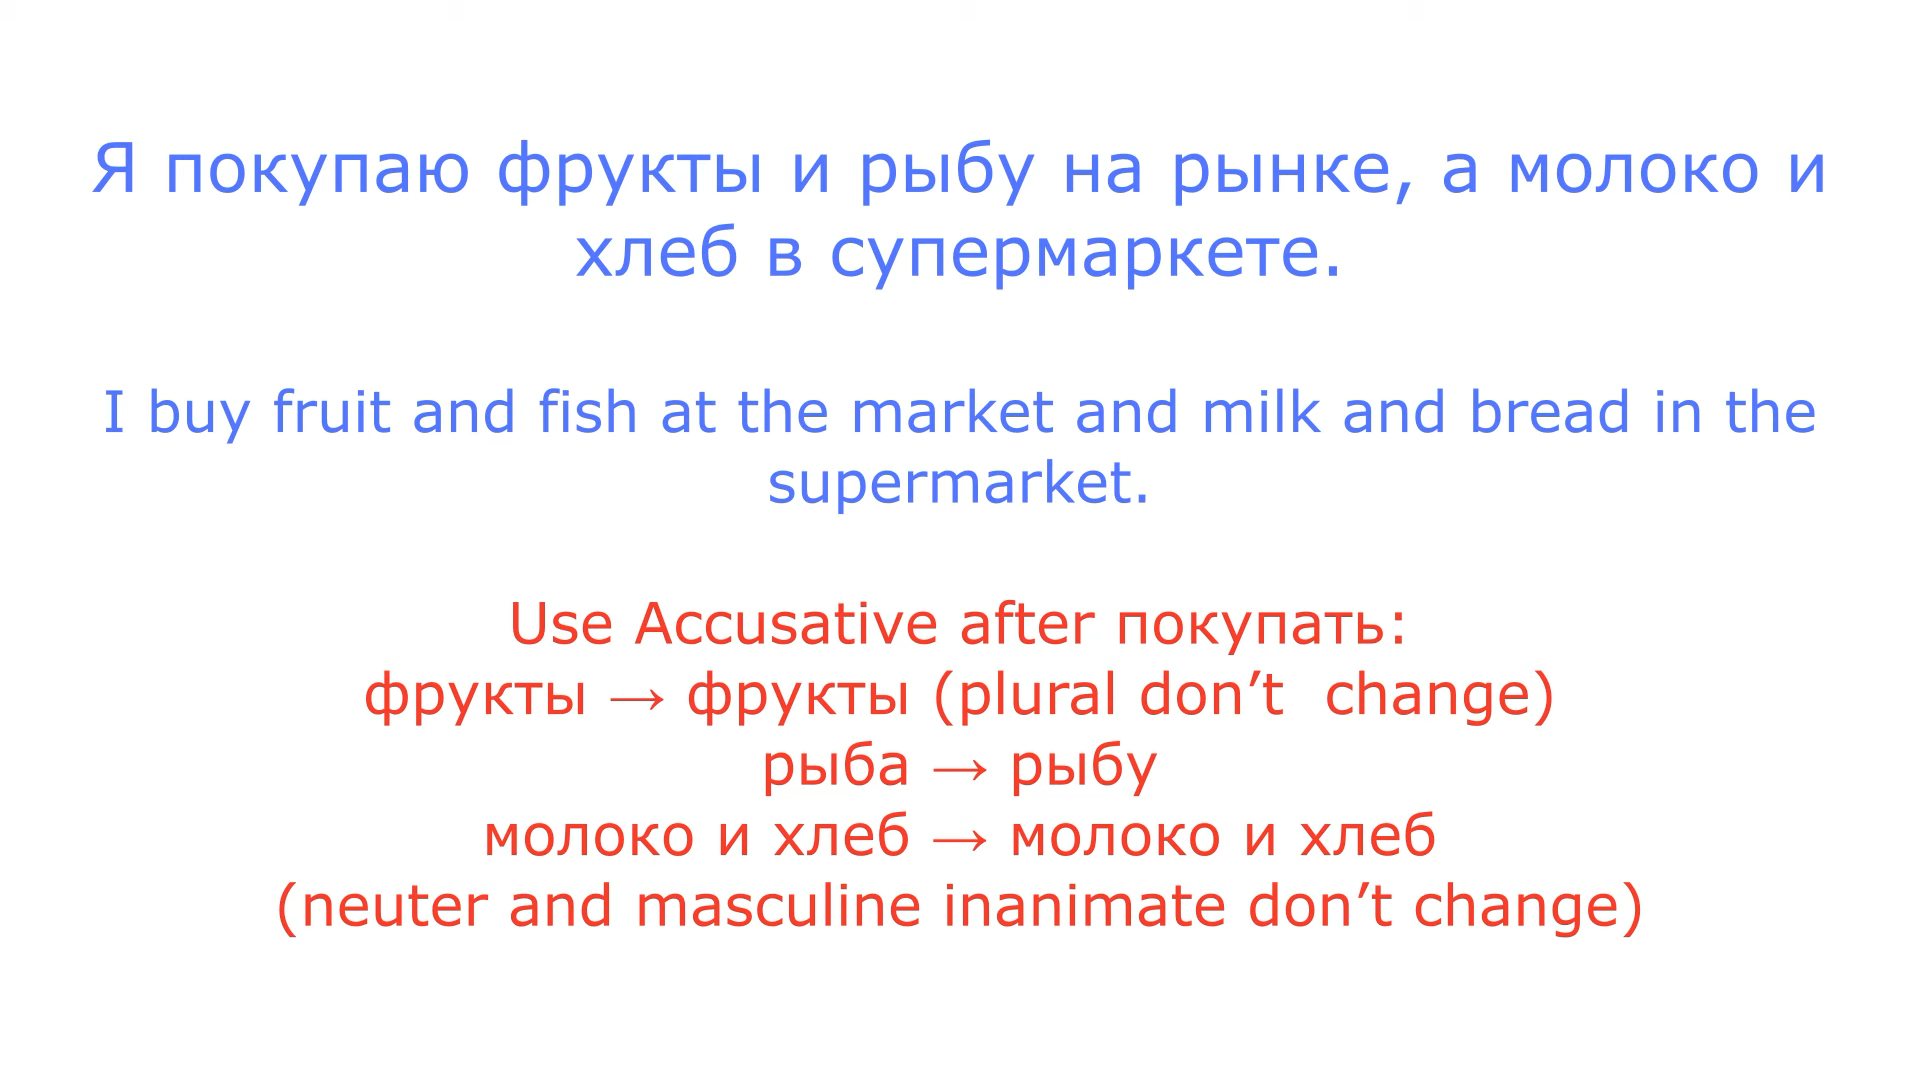 Я покупаю фрукты и рыбу на рынке, а молоко и
хлеб в супермаркете.
I buy fruit and fish at the market and milk and bread in the
supermarket.
Use Accusative after покупать:
фрукты → фрукты (plural don’t  change)
рыба → рыбу
молоко и хлеб → молоко и хлеб
(neuter and masculine inanimate don’t change)